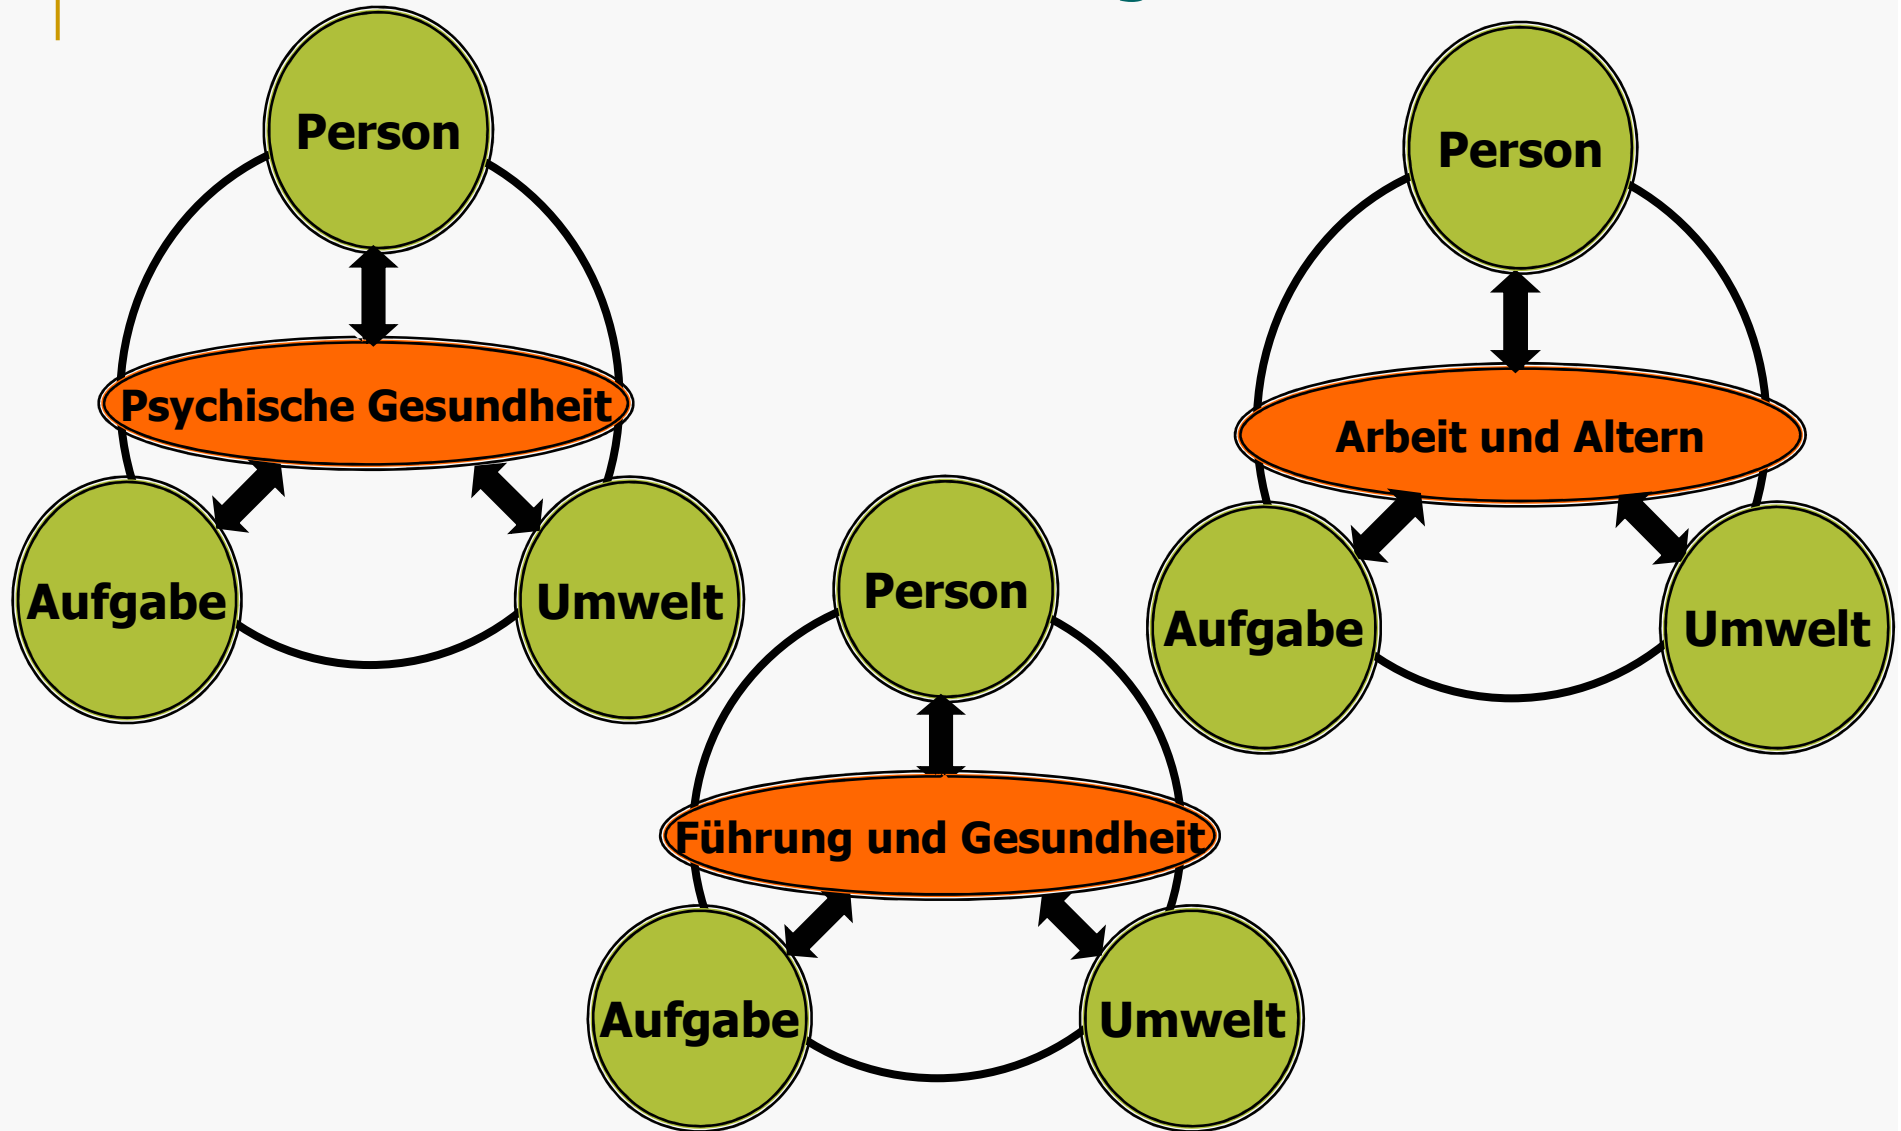 Person
Psychische Gesundheit
Aufgabe
Umwelt
Person
Arbeit und Altern
Aufgabe
Umwelt
Person
Führung und Gesundheit
Aufgabe
Umwelt